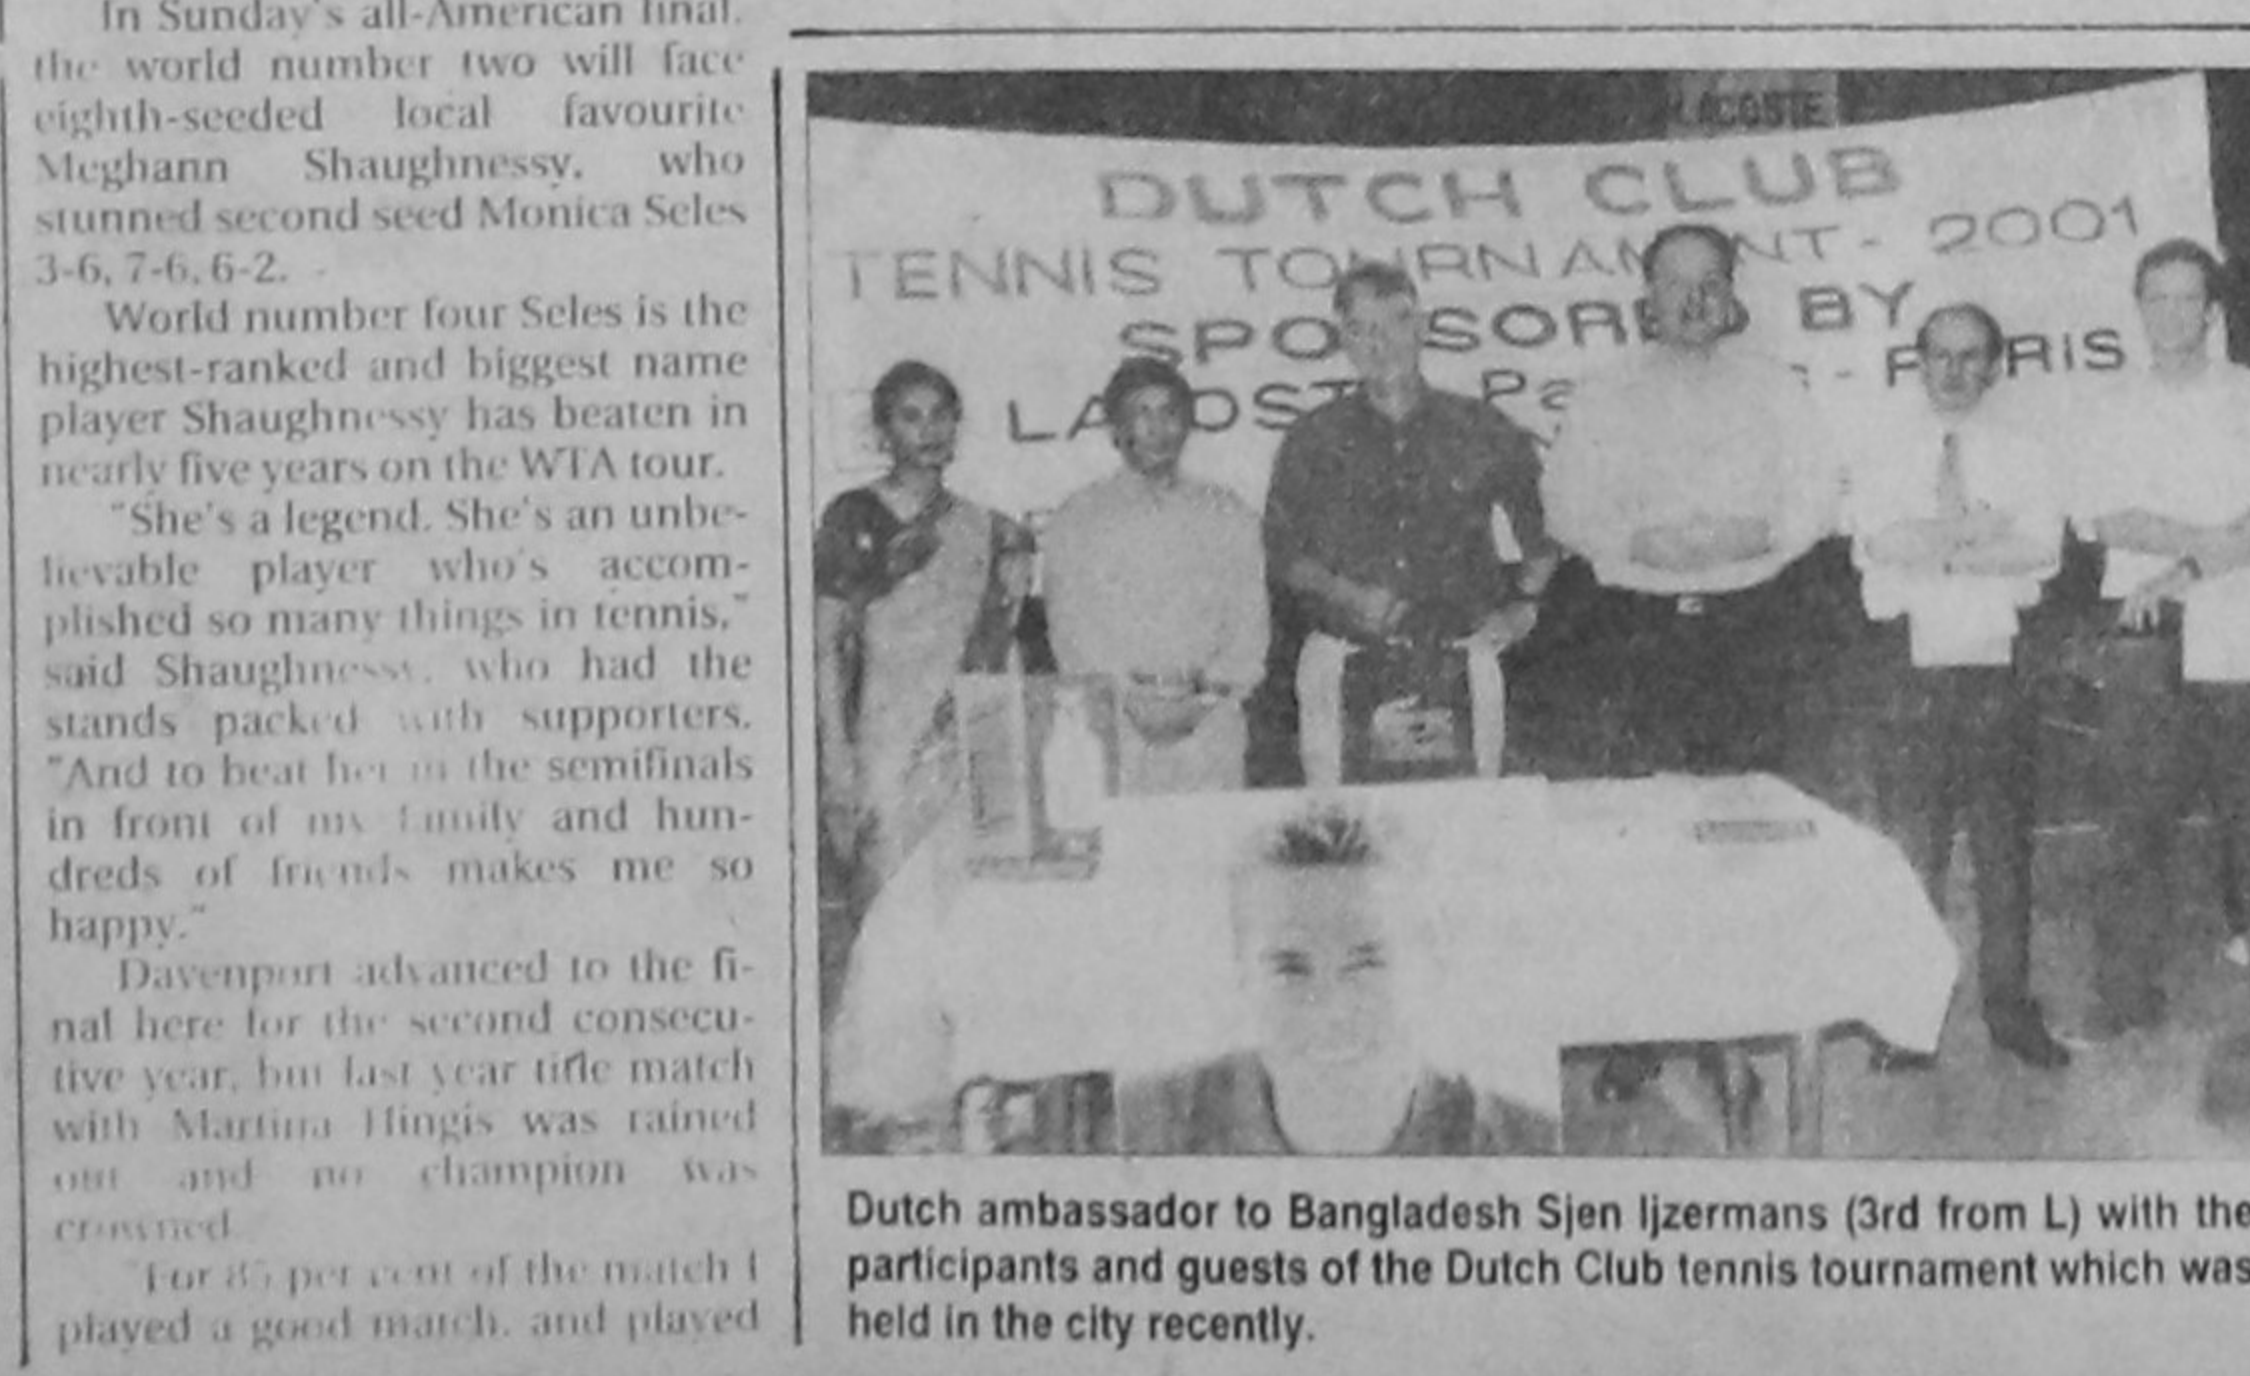 In Sunday's all-American final,
the world number two will face
eighth-seeded local favourite
Meghann Shaughnessy, who
stunned second seed Monica Seles
3-6, 7-6, 6-2.
World number four Seles is the
highest-ranked and biggest name
player Shaughnessy has beaten in
nearly five years on the WTA tour.
"She's a legend. She's an unbe-
lievable player who's accom-
plished so many things in tennis,"
said Shaughnessy, who had the
stands packed with supporters.
"And to beat her in the semifinals
in front of my family and hun-
dreds of friends makes me so
happy."
Davenport advanced to the fi-
nal here for the second consecu-
tive year, but last year title match
with Martina Hingis was rained
out and no champion was
crowned.
"For 85 per cent of the match I
played a good match, and played
LACOSTE
DUTCH CLUB
TENNIS TOURNAMENT- 2001
SPONSORED BY
Dutch ambassador to Bangladesh Sjen Ijzermans (3rd from L) with the
participants and guests of the Dutch Club tennis tournament which was
held in the city recently.